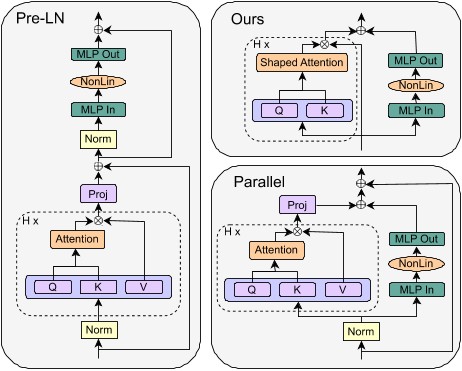 Pre-LN
MLP Out
NonLin
MLP In
Norm
Proj
H x
Attention
Q K V
Norm
Ours
H x
Shaped Attention
Q K
MLP Out
NonLin
MLP In
Parallel
Proj
H x
Attention
Q K V
MLP Out
NonLin
MLP In
Norm